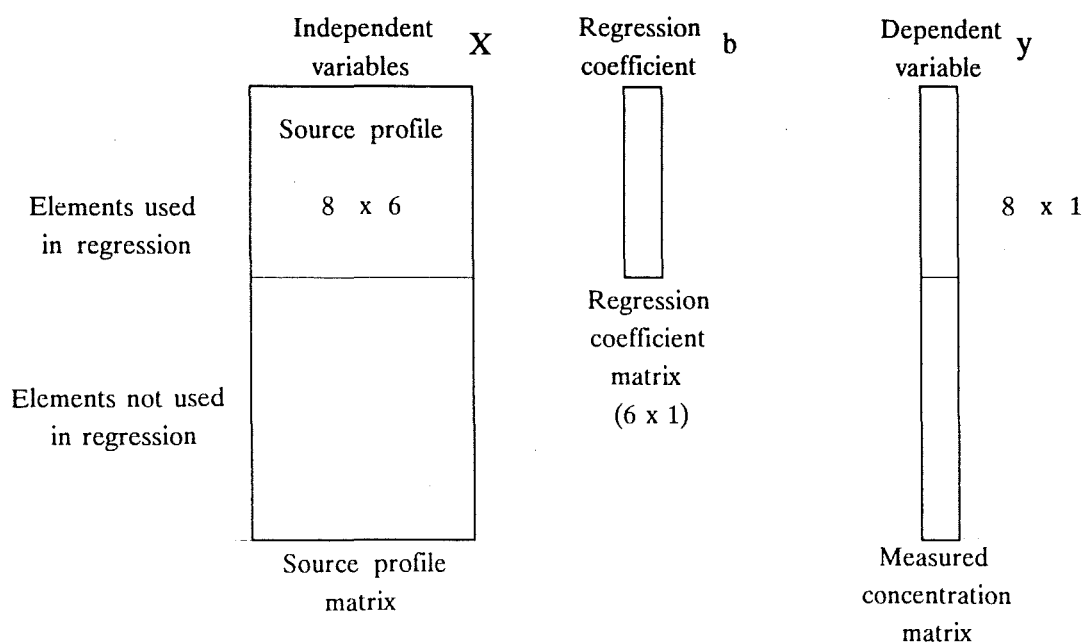 Independent
variables
X
Regression
coefficient
b
Dependent
variable
y
Source profile
8 x 6
Elements used
in regression
8 x 1
Regression
coefficient
matrix
(6 x 1)
Elements not used
in regression
Source profile
matrix
Measured
concentration
matrix